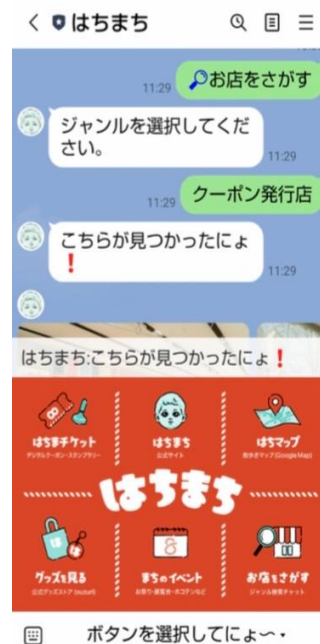 はちまち
🔎お店をさがす
11:29
ジャンルを選択してくだ
さい。
11:29
クーポン発行店
11:29
こちらが見つかったにょ
❗
11:29
はちまち:こちらが見つかったにょ❗
はちまチケット
デジタルクーポン・スタンプラリー
はちまち
公式サイト
はちマップ
街歩きマップ(Google Map)
はちまち
グッズを見る
公式グッズストア (suzuri)
8
まちのイベント
お祭り・展覧会・ホコテンなど
お店をさがす
ジャンル検索チャット
ボタンを選択してにょ〜・